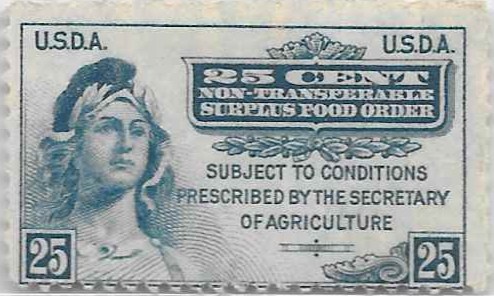 U.S.D.A. U.S.D.A.
25 CENT
NON-TRANSFERABLE
SURPLUS FOOD ORDER
SUBJECT TO CONDITIONS
PRESCRIBED BY THE SECRETARY
OF AGRICULTURE
25 25